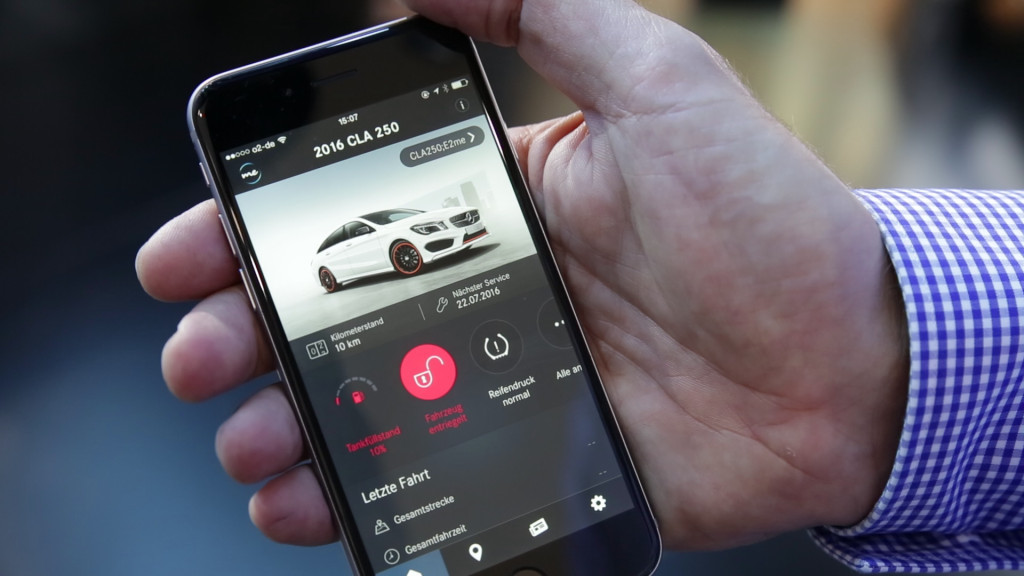 ●●○○○ o2-de
15:07
2016 CLA 250
CLA250:E2me >
Kilometerstand
10 km
Nächster Service
22.07.2016
Tankfüllstand
10%
Fahrzeug
entriegelt
Reifendruck
normal
Alle an
Letzte Fahrt
Gesamtstrecke
--
Gesamtfahrzeit
--